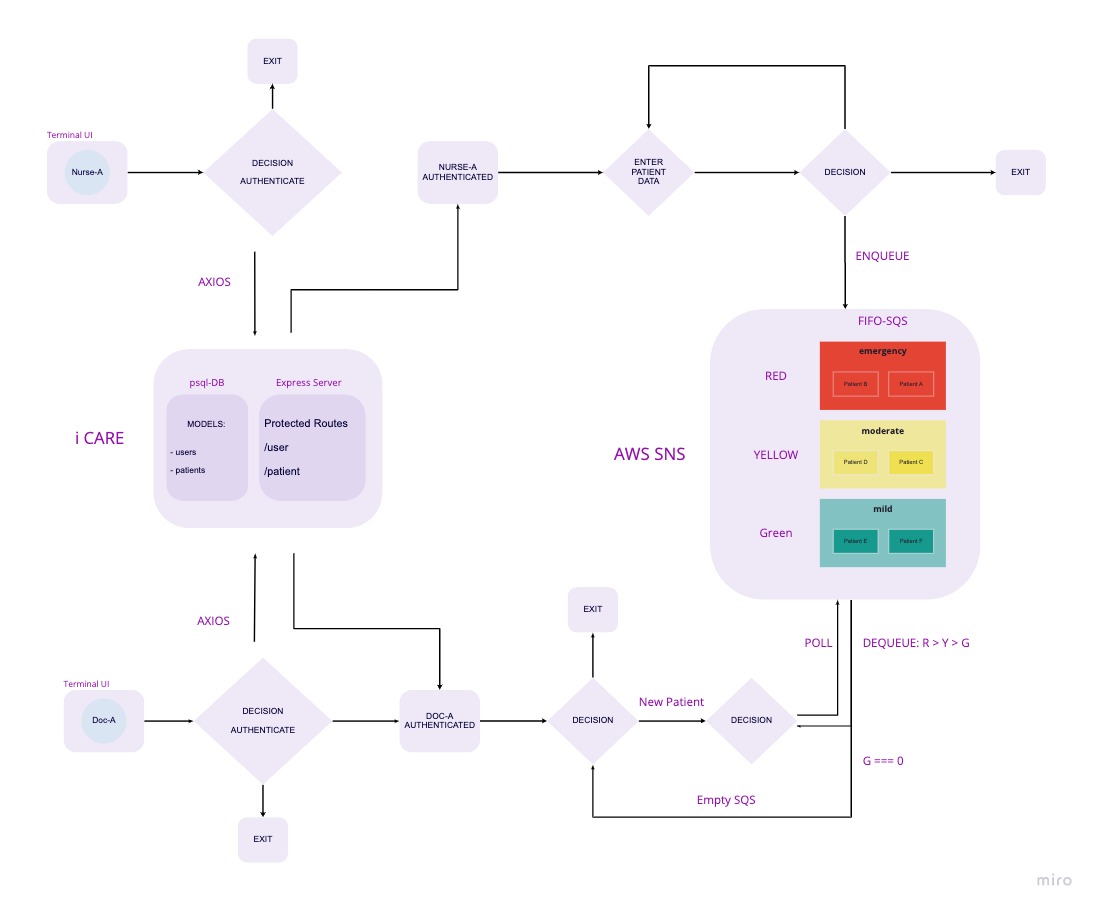 EXIT
Terminal UI
Nurse-A
DECISION
AUTHENTICATE
NURSE-A
AUTHENTICATED
ENTER
PATIENT
DATA
DECISION
EXIT
AXIOS
ENQUEUE
i CARE
psql-DB
MODELS:
- users
- patients
Express Server
Protected Routes
/user
/patient
AWS SNS
FIFO-SQS
RED
emergency
Patient B
Patient A
YELLOW
moderate
Patient D
Patient C
Green
mild
Patient E
Patient F
AXIOS
EXIT
POLL
DEQUEUE: R > Y > G
Terminal UI
Doc-A
DECISION
AUTHENTICATE
DOC-A
AUTHENTICATED
DECISION
New Patient
DECISION
G === 0
Empty SQS
EXIT
miro